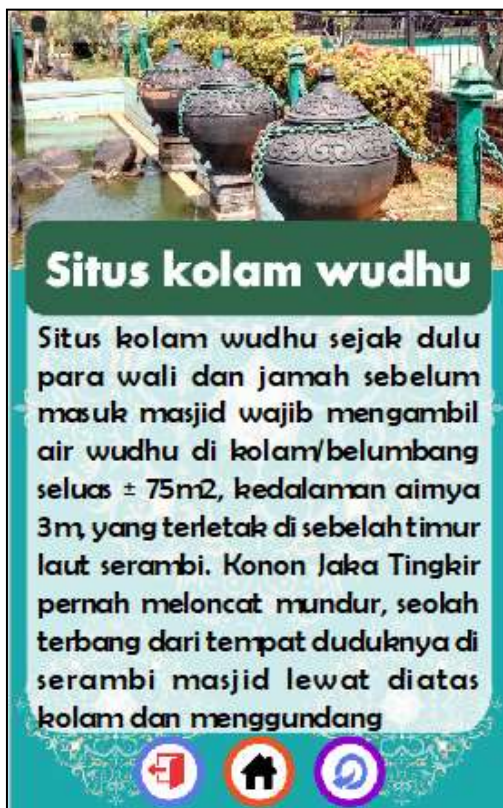 Situs kolam wudhu
Situs kolam wudhu sejak dulu
para wali dan jamah sebelum
masuk masjid wajib mengambil
air wudhu di kolam/belumbang
seluas ± 75m2, kedalaman airnya
3m, yang terletak di sebelah timur
laut serambi. Konon Jaka Tingkir
pernah meloncat mundur, seolah
terbang dari tempat duduknya di
serambi masjid lewat diatas
kolam dan menggundang